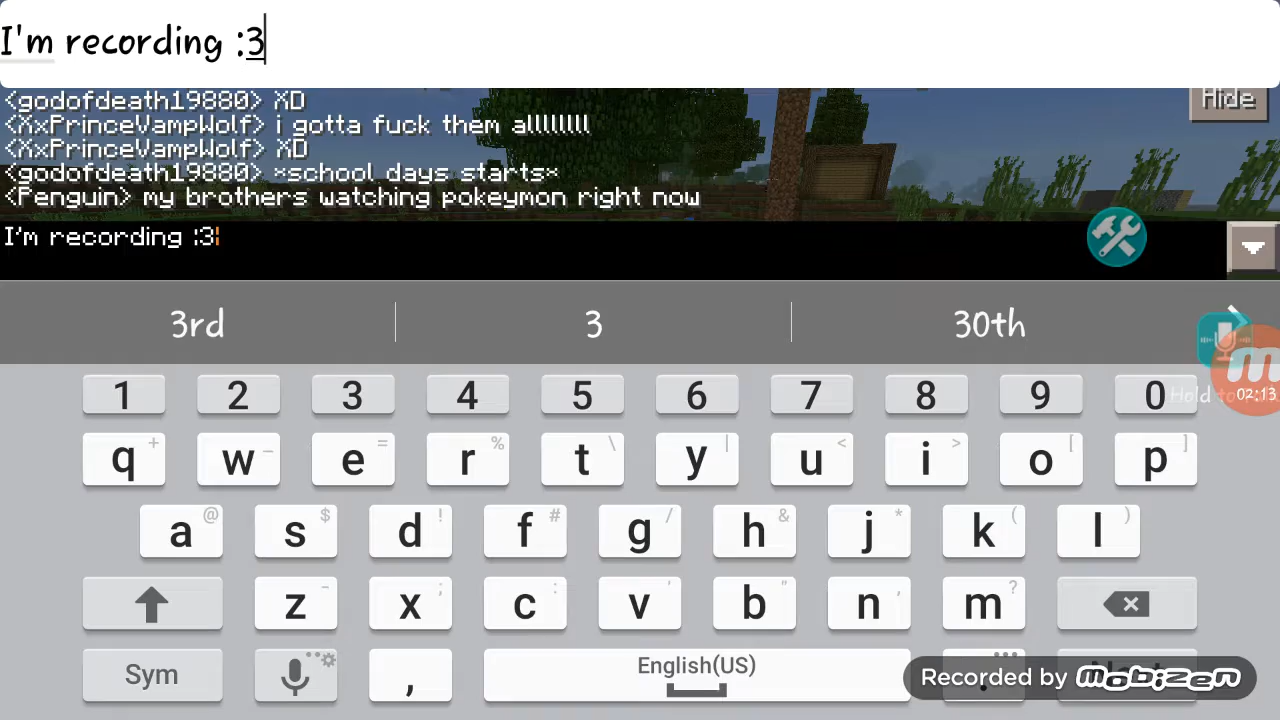 I'm recording :3
Hide
<godofdeath19880> XD
<XxPrinceVampWolf> i gotta fuck them allllllll
<XxPrinceVampWolf> XD
<godofdeath19880> *school days starts*
<Penguin> my brothers watching pokeymon right now
I'm recording :3
3rd 3 30th
Hold to
02:13
1 2 3 4 5 6 7 8 9 0
q + w - e = r % t \ y | u < i > o [ p ]
a @ s $ d ! f # g / h & j * k ( l )
z - x ; c : v ' b " n , m ?
Sym , English(US) .
Recorded by mobizen